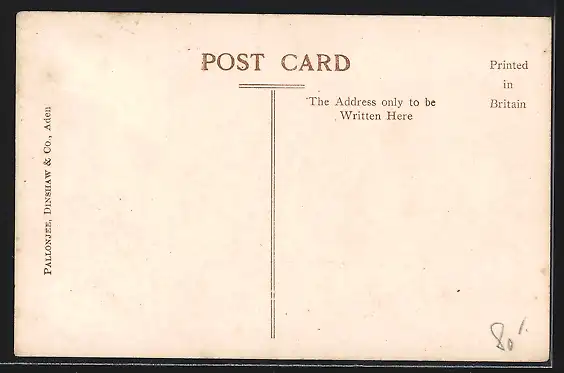 POST CARD
Printed
in
Britain
The Address only to be
Written Here
PALLONJEE, DINSHAW & CO., Aden
80